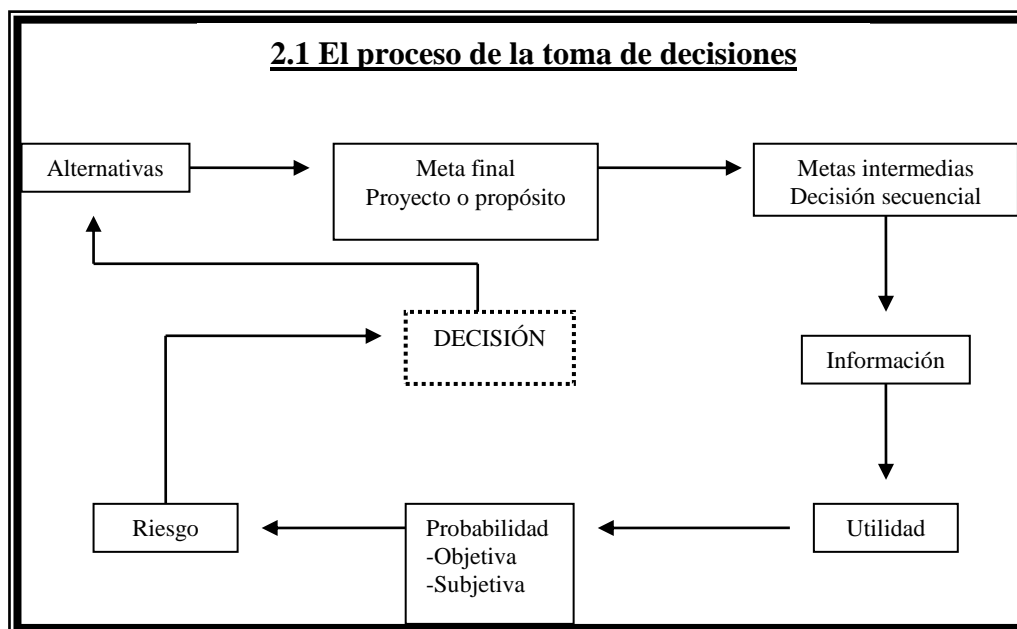 2.1 El proceso de la toma de decisiones
Alternativas
Meta final
Proyecto o propósito
Metas intermedias
Decisión secuencial
DECISIÓN
Información
Riesgo
Probabilidad
-Objetiva
-Subjetiva
Utilidad